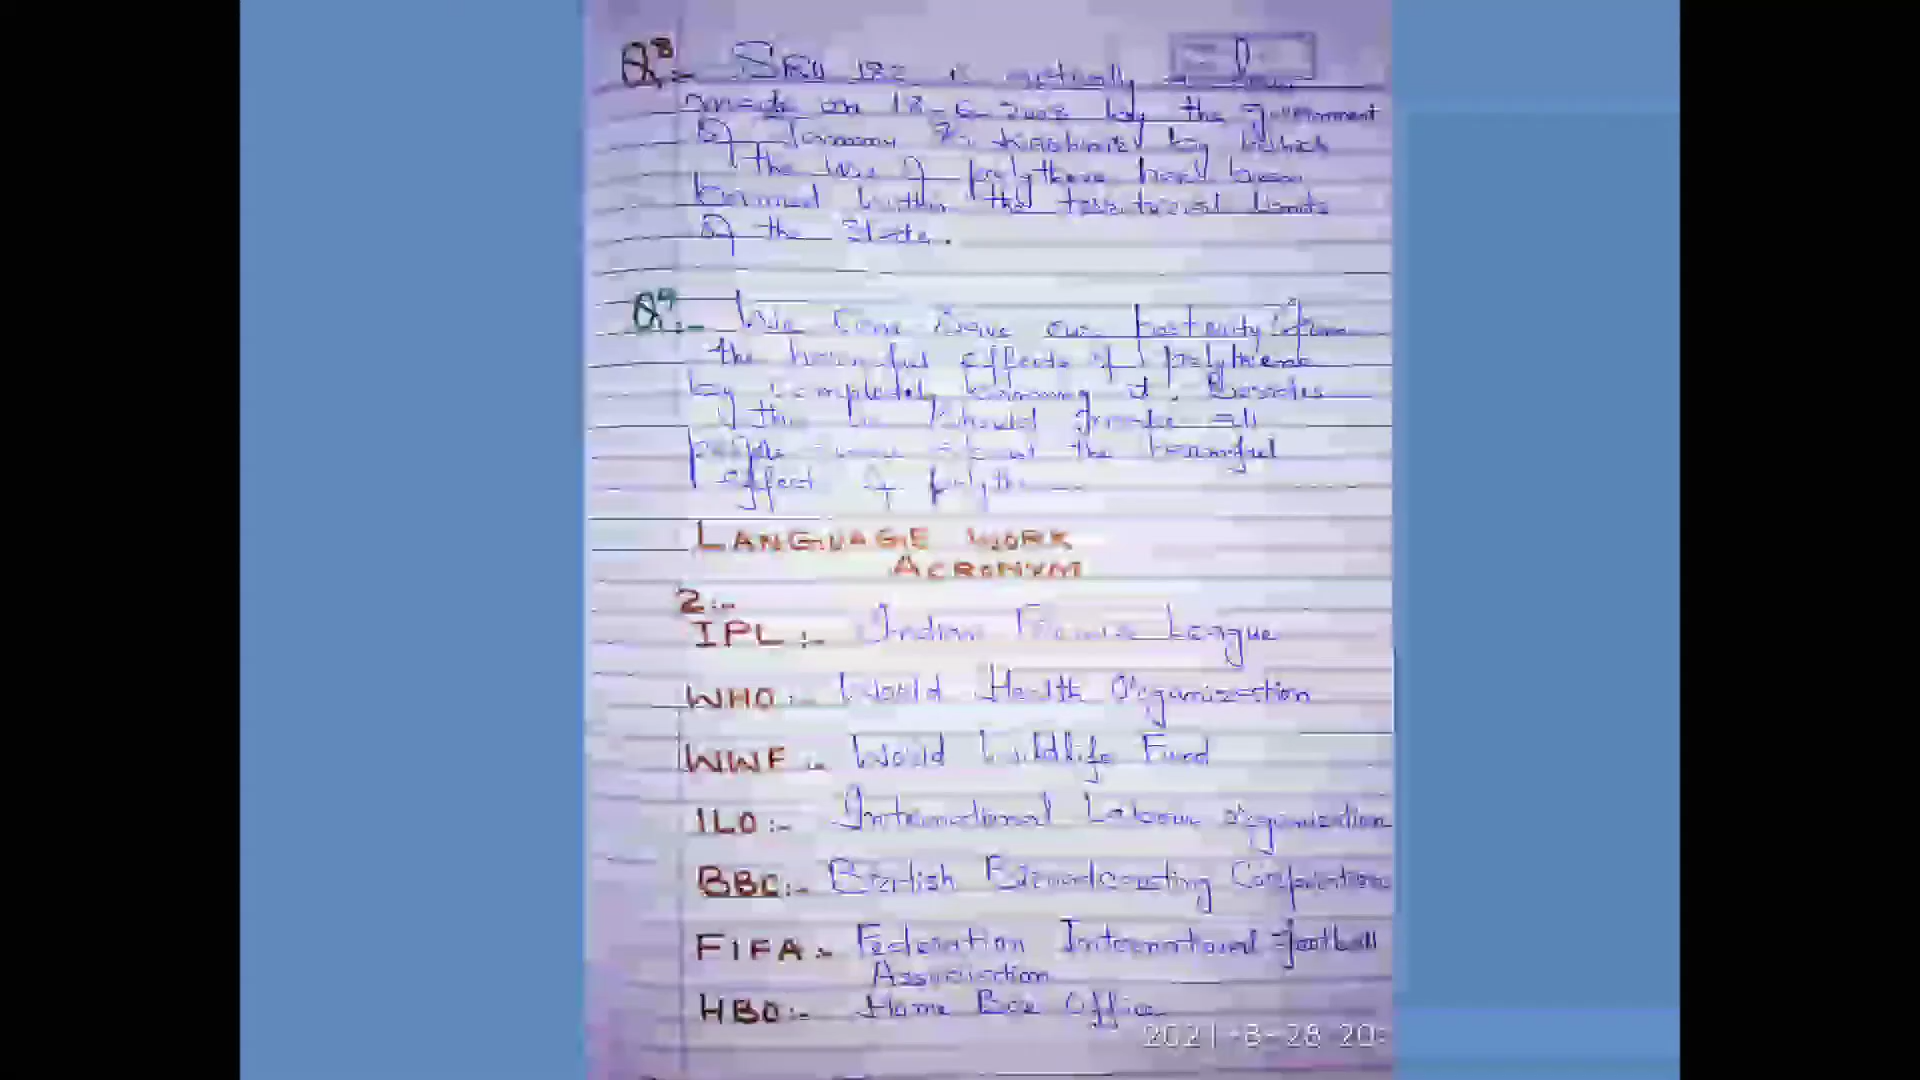 Q8:- SRO 182 is actually a law
made on 18-6-2008 by the government
of Jammu & Kashmir by which
the use of polythene had been
banned within the territorial limits
of the State.
Q9:- We can save our posterity from
the harmful effects of polythene
by completely banning it. Besides
this we should make all
people aware about the harmful
effect of
LANGUAGE WORK
ACRONYM
2:-
IPL :- Indian League
WHO :- World Health Organization
WWF :- World Wildlife Fund
ILO :- International Labour organization
BBC :- British Broadcasting Corporation
FIFA :- Federation International football
Association
HBO :- Home Box Office
2021-8-28 20: